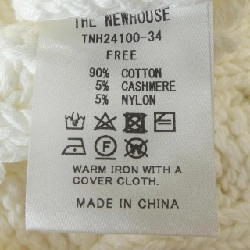 THE NEWHOUSE
TNH24100-34
FREE
90% COTTON
5% CASHMERE
5% NYLON
WARM IRON WITH A
COVER CLOTH.
MADE IN CHINA